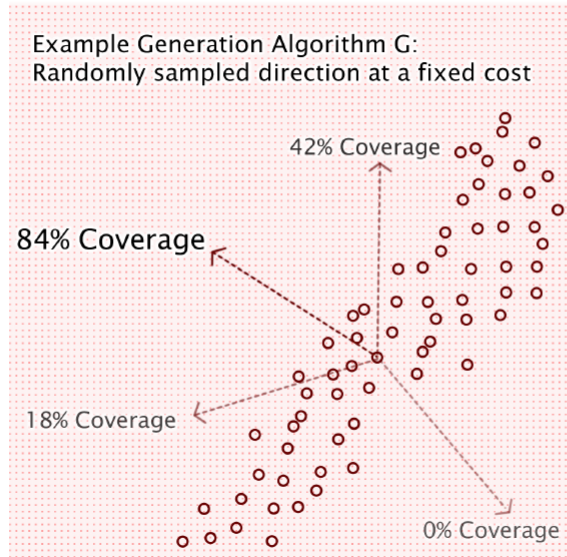 Example Generation Algorithm G:
Randomly sampled direction at a fixed cost
42% Coverage
84% Coverage
18% Coverage
0% Coverage